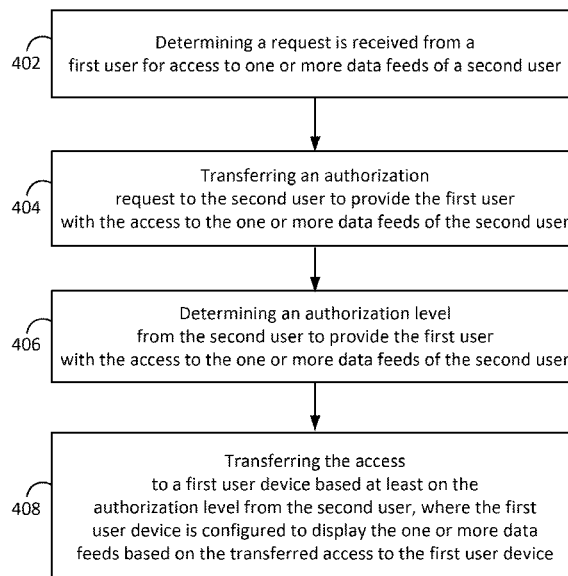 402
Determining a request is received from a
first user for access to one or more data feeds of a second user
404
Transferring an authorization
request to the second user to provide the first user
with the access to the one or more data feeds of the second user
406
Determining an authorization level
from the second user to provide the first user
with the access to the one or more data feeds of the second user
408
Transferring the access
to a first user device based at least on the
authorization level from the second user, where the first
user device is configured to display the one or more data
feeds based on the transferred access to the first user device